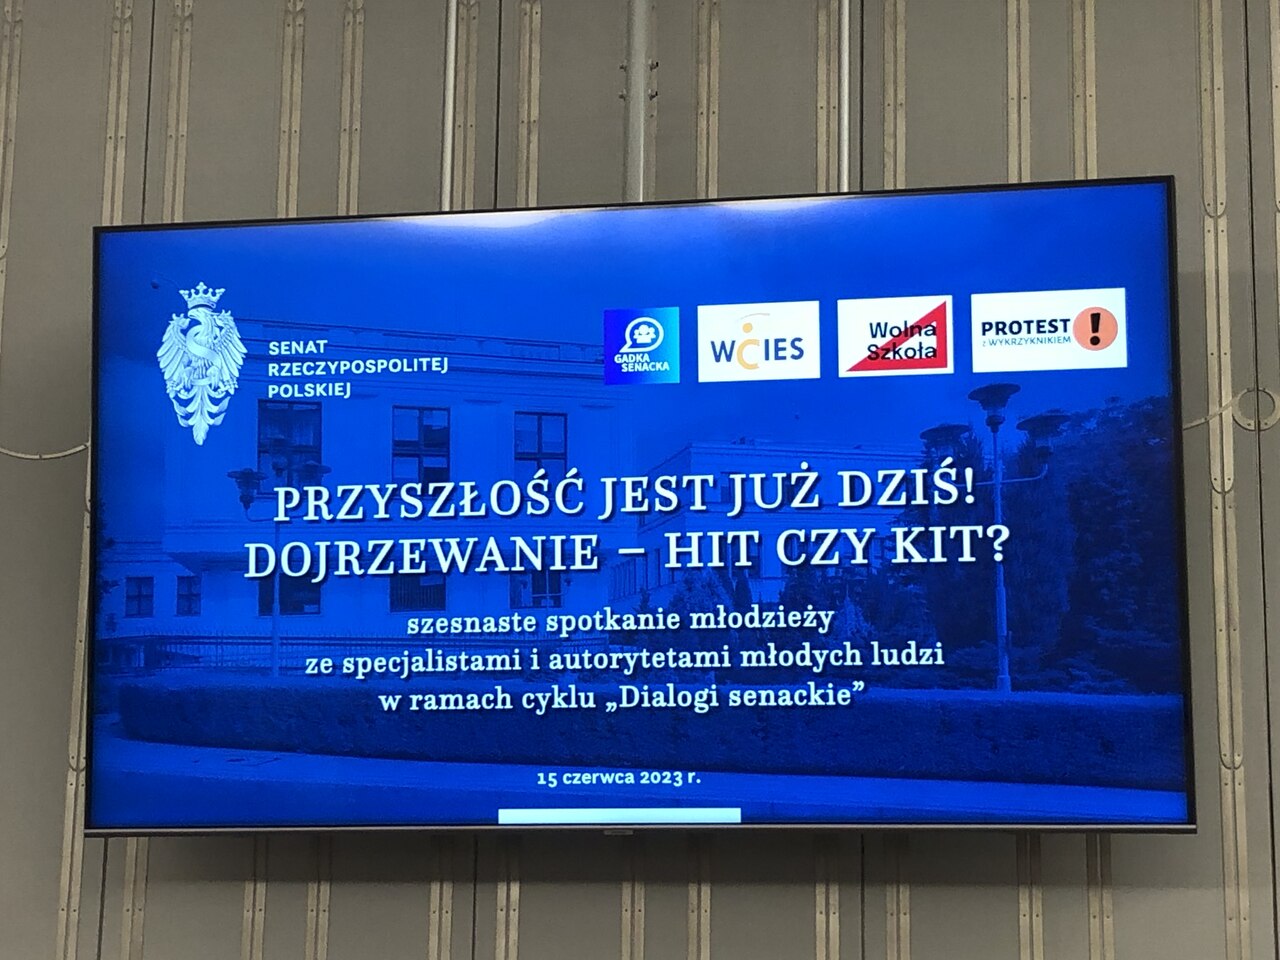 SENAT
RZECZYPOSPOLITEJ
POLSKIEJ
GADKA
SENACKA
WCIES
Wolna
Szkoła
PROTEST
z WYKRZYKNIKIEM
!
PRZYSZŁOŚĆ JEST JUŻ DZIŚ!
DOJRZEWANIE – HIT CZY KIT?
szesnaste spotkanie młodzieży
ze specjalistami i autorytetami młodych ludzi
w ramach cyklu „Dialogi senackie”
15 czerwca 2023 r.